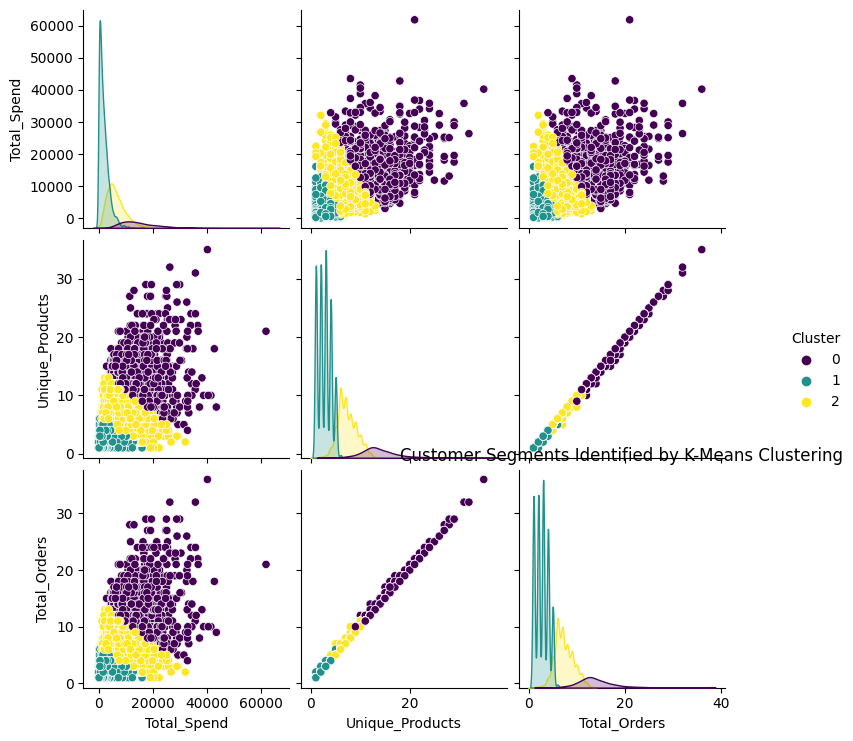 60000
50000
40000
30000
20000
10000
0
Total_Spend
30
20
10
0
Unique_Products
Cluster
0
1
2
Customer Segments Identified by K-Means Clustering
30
20
10
0
Total_Orders
0 20000 40000 60000
Total_Spend
0 20
Unique_Products
0 20 40
Total_Orders